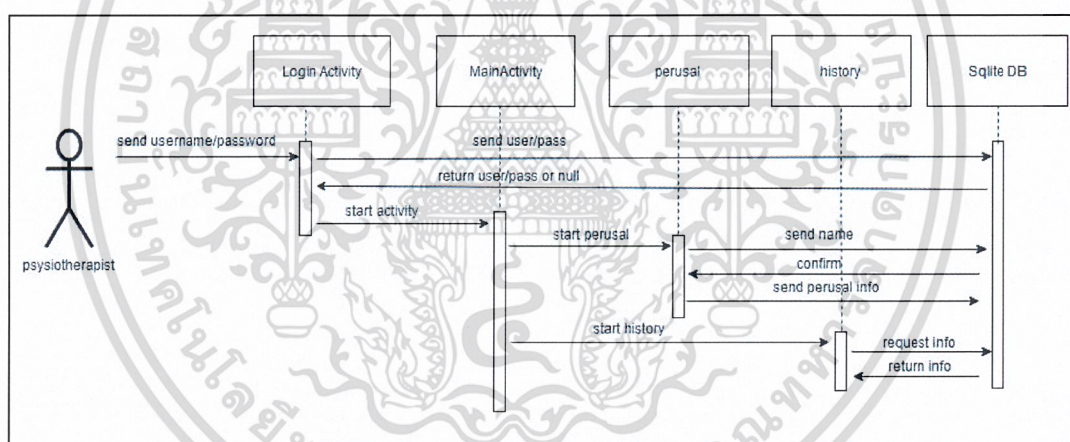 Login Activity
MainActivity
perusal
history
Sqlite DB
send username/password
send user/pass
return user/pass or null
start activity
start perusal
send name
confirm
send perusal info
start history
request info
return info
psysiotherapist